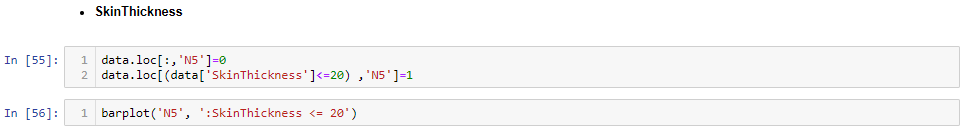 • SkinThickness
In [55]: 1 data.loc[:,'N5']=0
2 data.loc[(data['SkinThickness']<=20) ,'N5']=1
In [56]: 1 barplot('N5', ':SkinThickness <= 20')